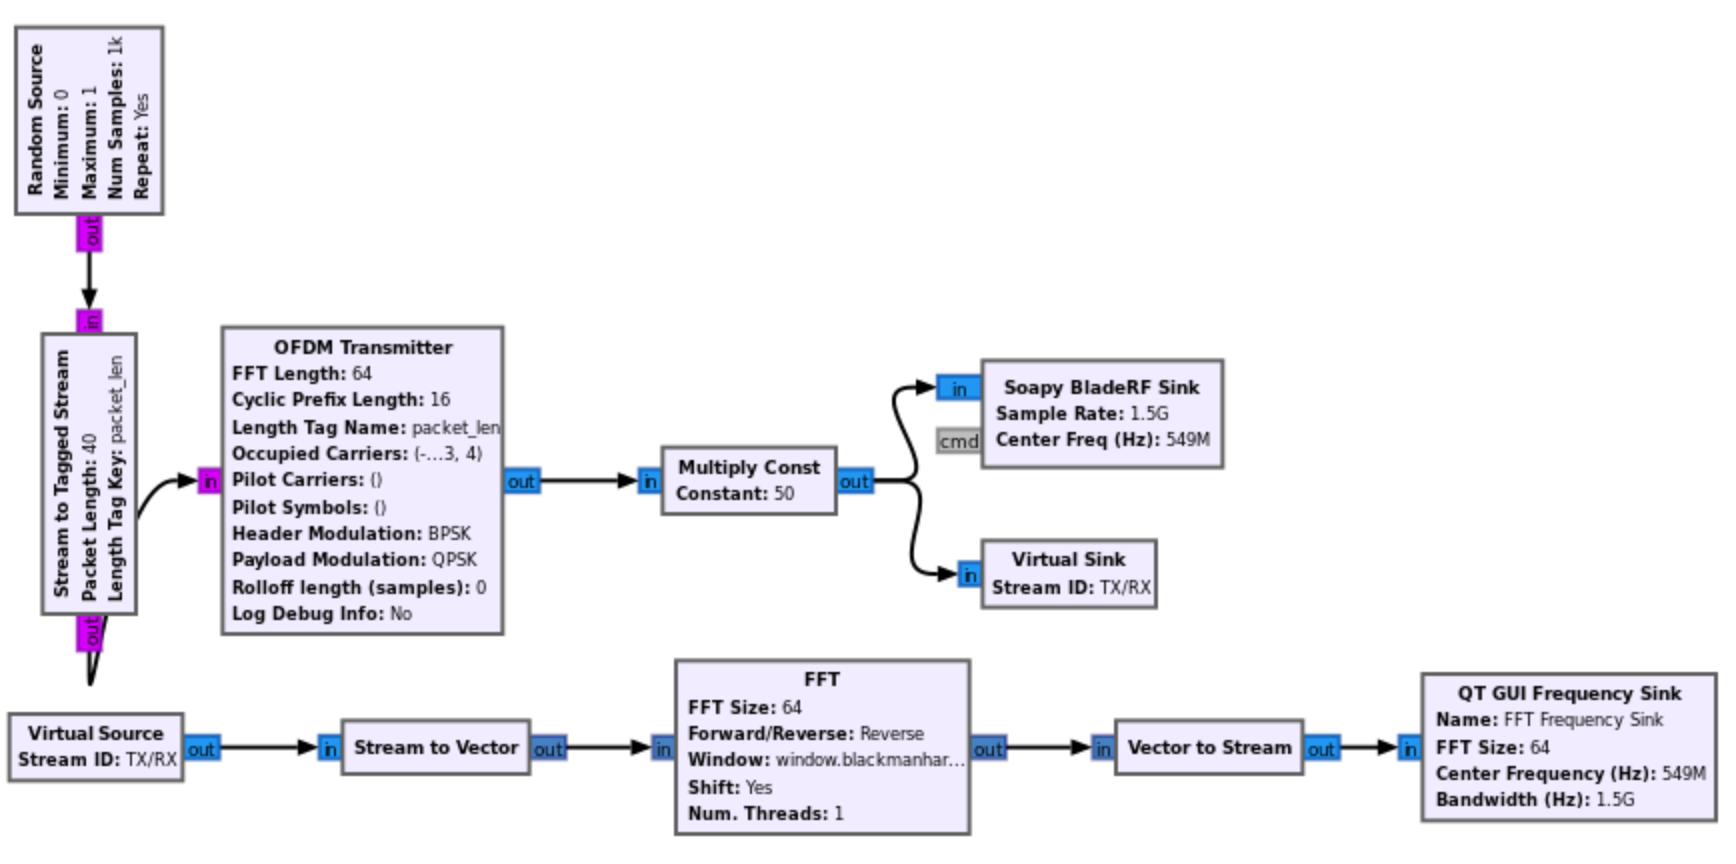 Random Source
Minimum: 0
Maximum: 1
Num Samples: 1k
Repeat: Yes
out
in
Stream to Tagged Stream
Packet Length: 40
Length Tag Key: packet_len
out
in
OFDM Transmitter
FFT Length: 64
Cyclic Prefix Length: 16
Length Tag Name: packet_len
Occupied Carriers: (-...3, 4)
Pilot Carriers: ()
Pilot Symbols: ()
Header Modulation: BPSK
Payload Modulation: QPSK
Rolloff length (samples): 0
Log Debug Info: No
out
in
Multiply Const
Constant: 50
out
in
cmd
Soapy BladeRF Sink
Sample Rate: 1.5G
Center Freq (Hz): 549M
in
Virtual Sink
Stream ID: TX/RX
Virtual Source
Stream ID: TX/RX
out
in
Stream to Vector
out
in
FFT
FFT Size: 64
Forward/Reverse: Reverse
Window: window.blackmanhar...
Shift: Yes
Num. Threads: 1
out
in
Vector to Stream
out
in
QT GUI Frequency Sink
Name: FFT Frequency Sink
FFT Size: 64
Center Frequency (Hz): 549M
Bandwidth (Hz): 1.5G